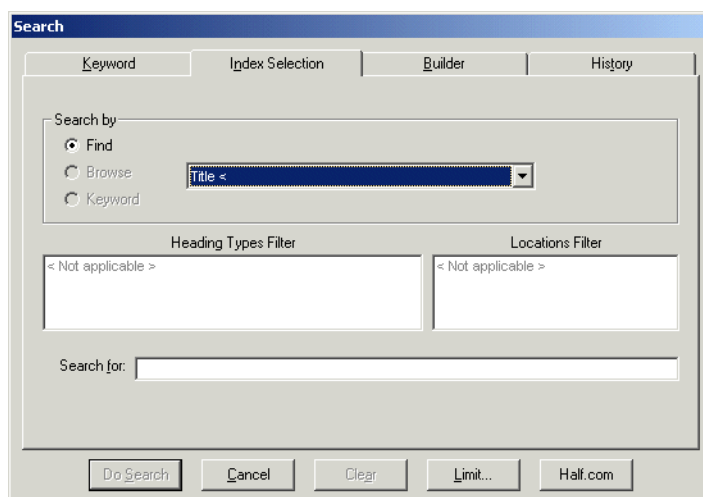 Search
Keyword Index Selection Builder History
Search by
Find
Browse
Title <
Keyword
Heading Types Filter Locations Filter
< Not applicable > < Not applicable >
Search for:
Do Search Cancel Clear Limit... Half.com